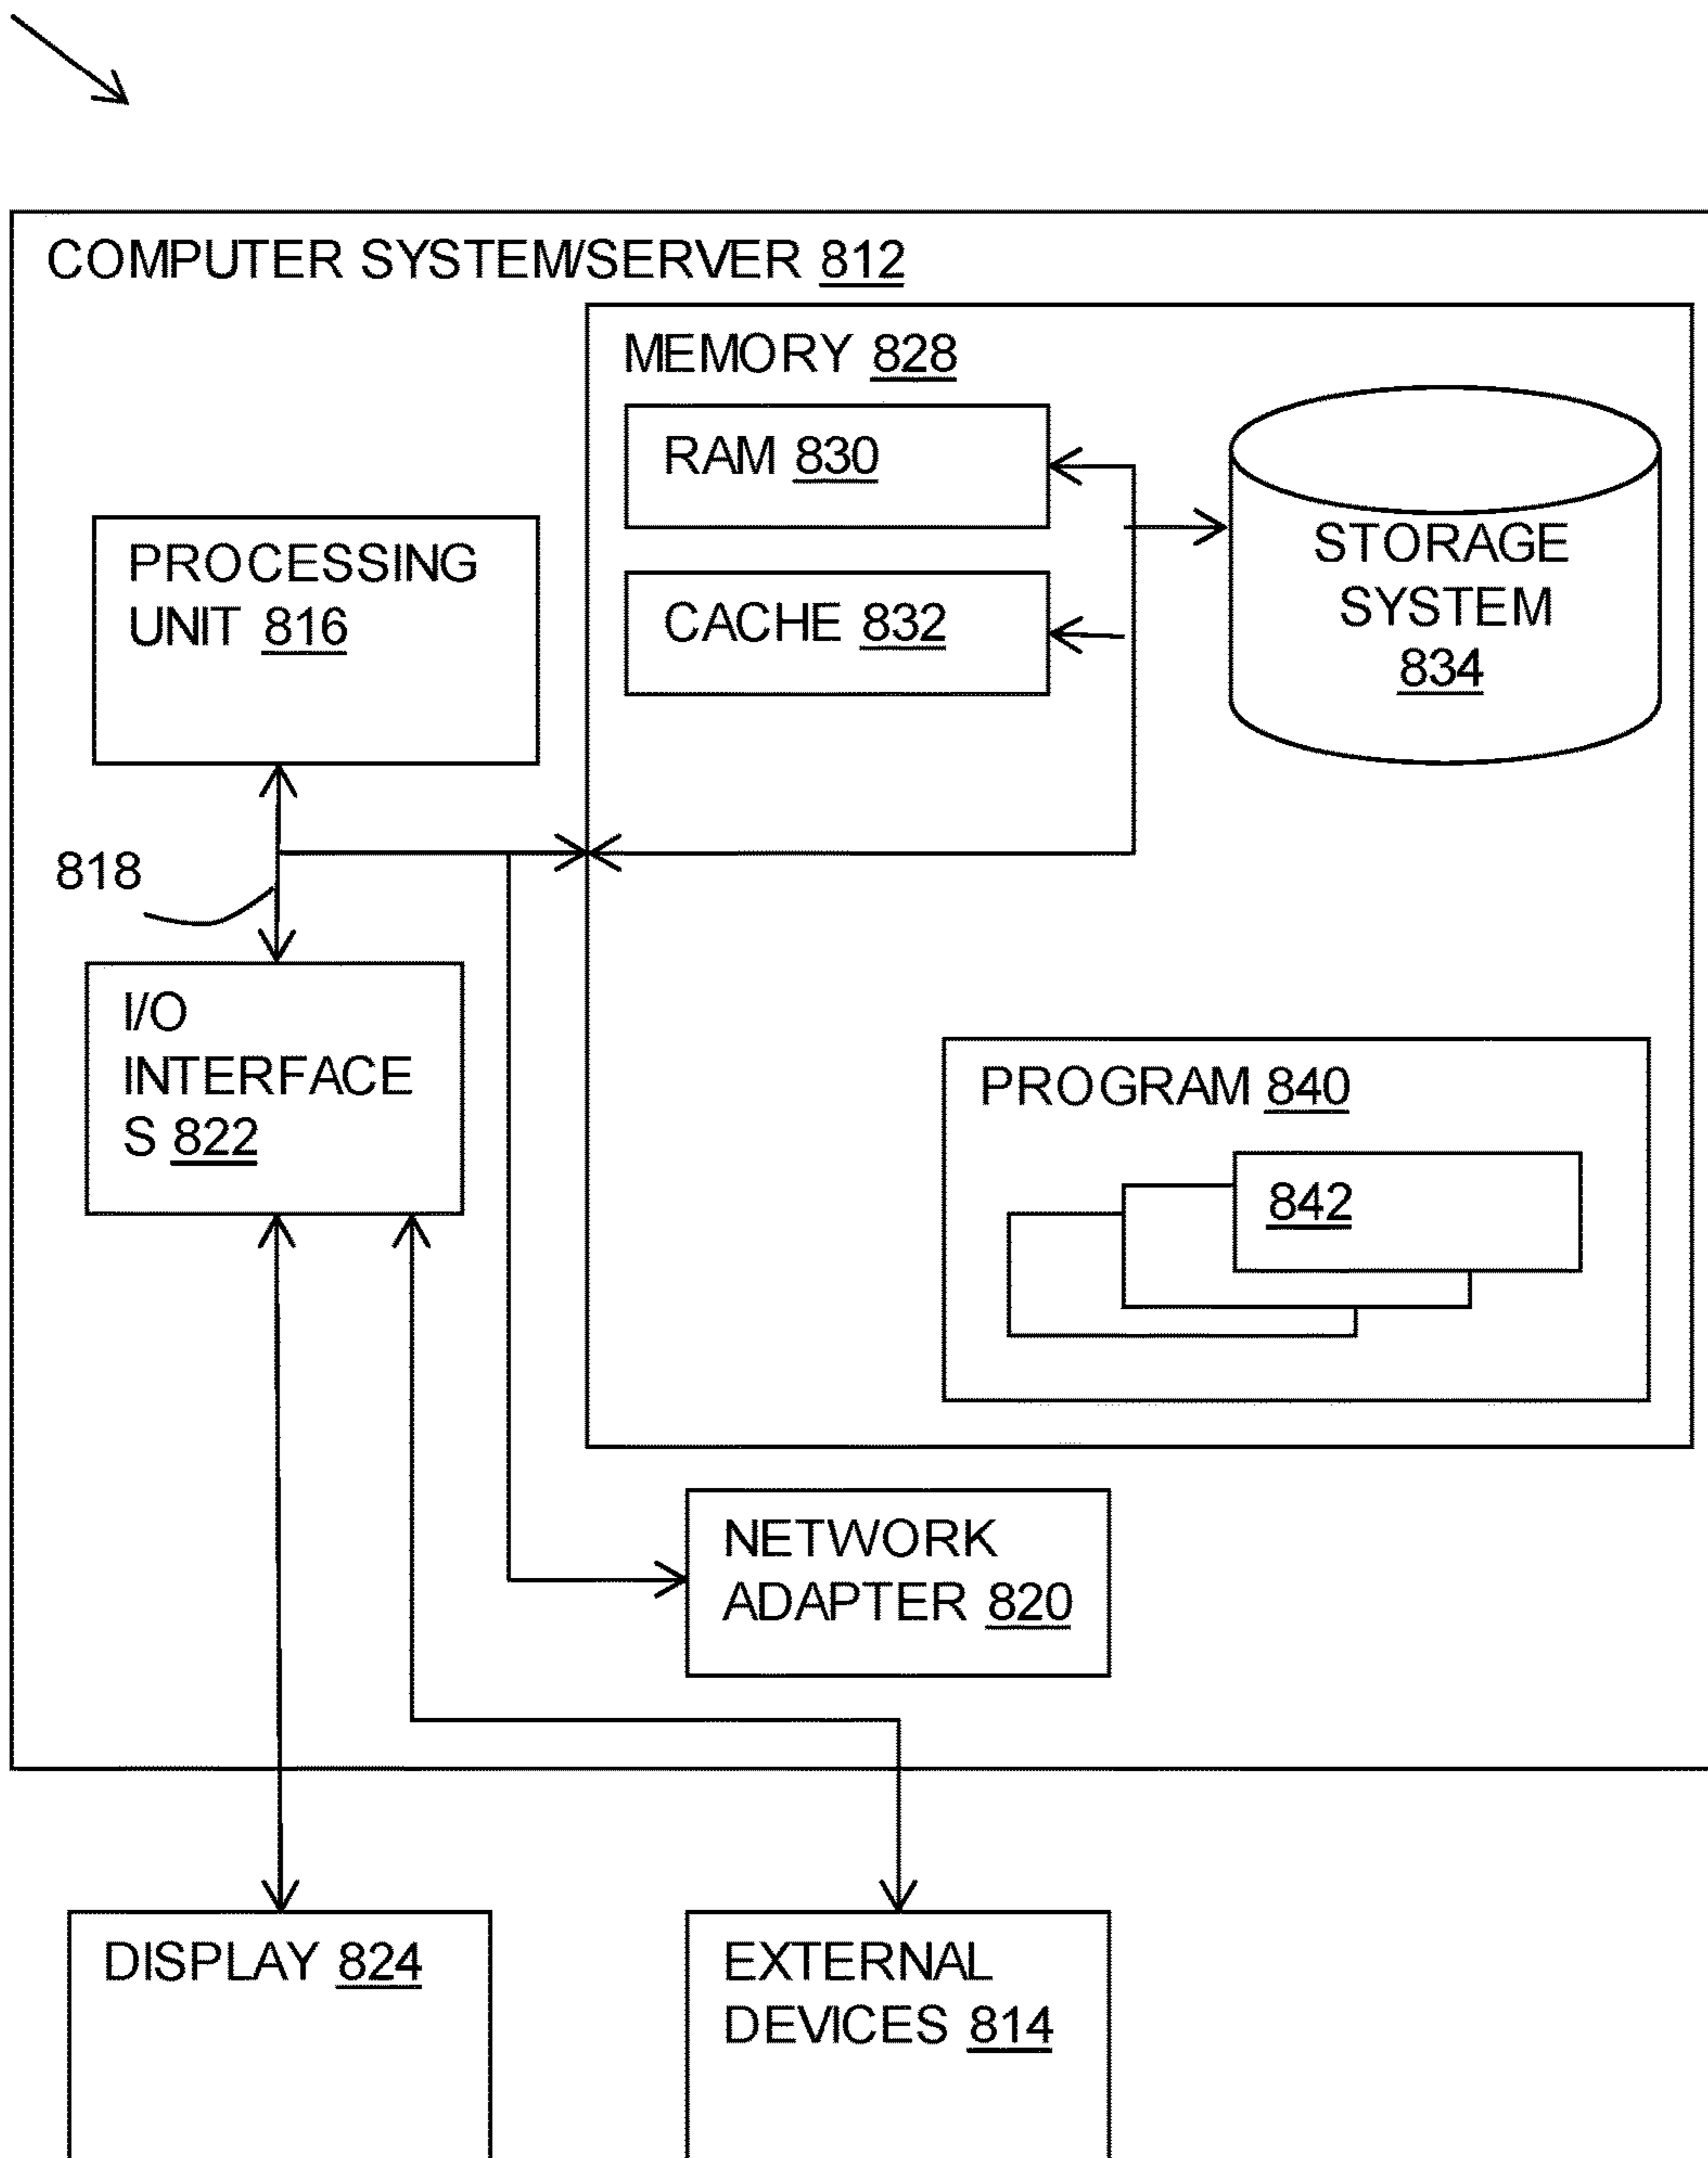 COMPUTER SYSTEM/SERVER 812
MEMORY 828
RAM 830
CACHE 832
STORAGE
SYSTEM
834
PROCESSING
UNIT 816
818
I/O
INTERFACE
S 822
PROGRAM 840
842
NETWORK
ADAPTER 820
DISPLAY 824
EXTERNAL
DEVICES 814